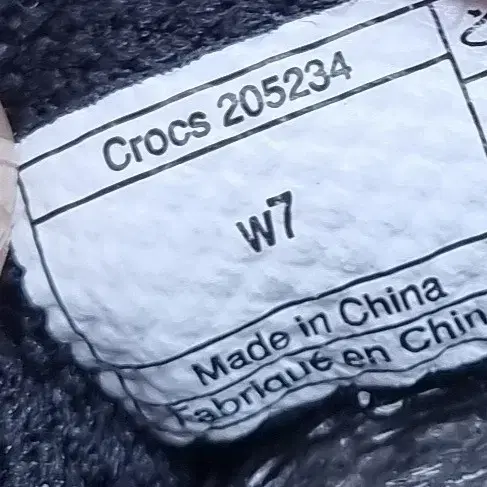 Crocs 205234
W7
Made in China
Fabriqué en Chin